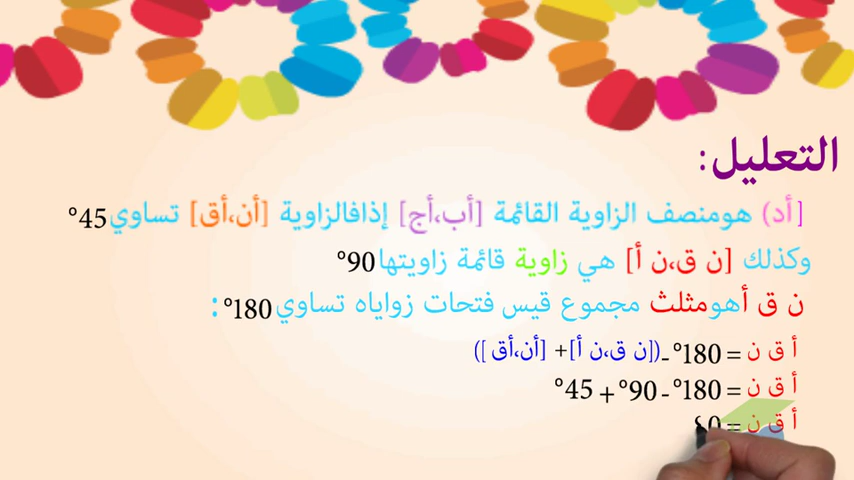 التعليل:
[أد) هومنصف الزاوية القائمة [أب،أج] إذافالزاوية [أن،أق] تساوي45°
وكذلك [ن ق،ن أ] هي زاوية قائمة زاويتها90°
ن ق أهومثلث مجموع قيس فتحات زواياه تساوي180°:
أ ق ن =180°-([ن ق،ن أ]+ [أن،أق ])
أ ق ن =180°-90°+ 45°
أ ق ن =